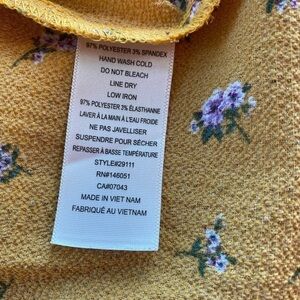 97% POLYESTER 3% SPANDEX
HAND WASH COLD
DO NOT BLEACH
LINE DRY
LOW IRON
97% POLYESTER 3% ÉLASTHANNE
LAVER À LA MAIN À L'EAU FROIDE
NE PAS JAVELLISER
SUSPENDRE POUR SÉCHER
REPASSER À BASSE TEMPÉRATURE
STYLE#29111
RN#146051
CA#07043
MADE IN VIET NAM
FABRIQUÉ AU VIETNAM